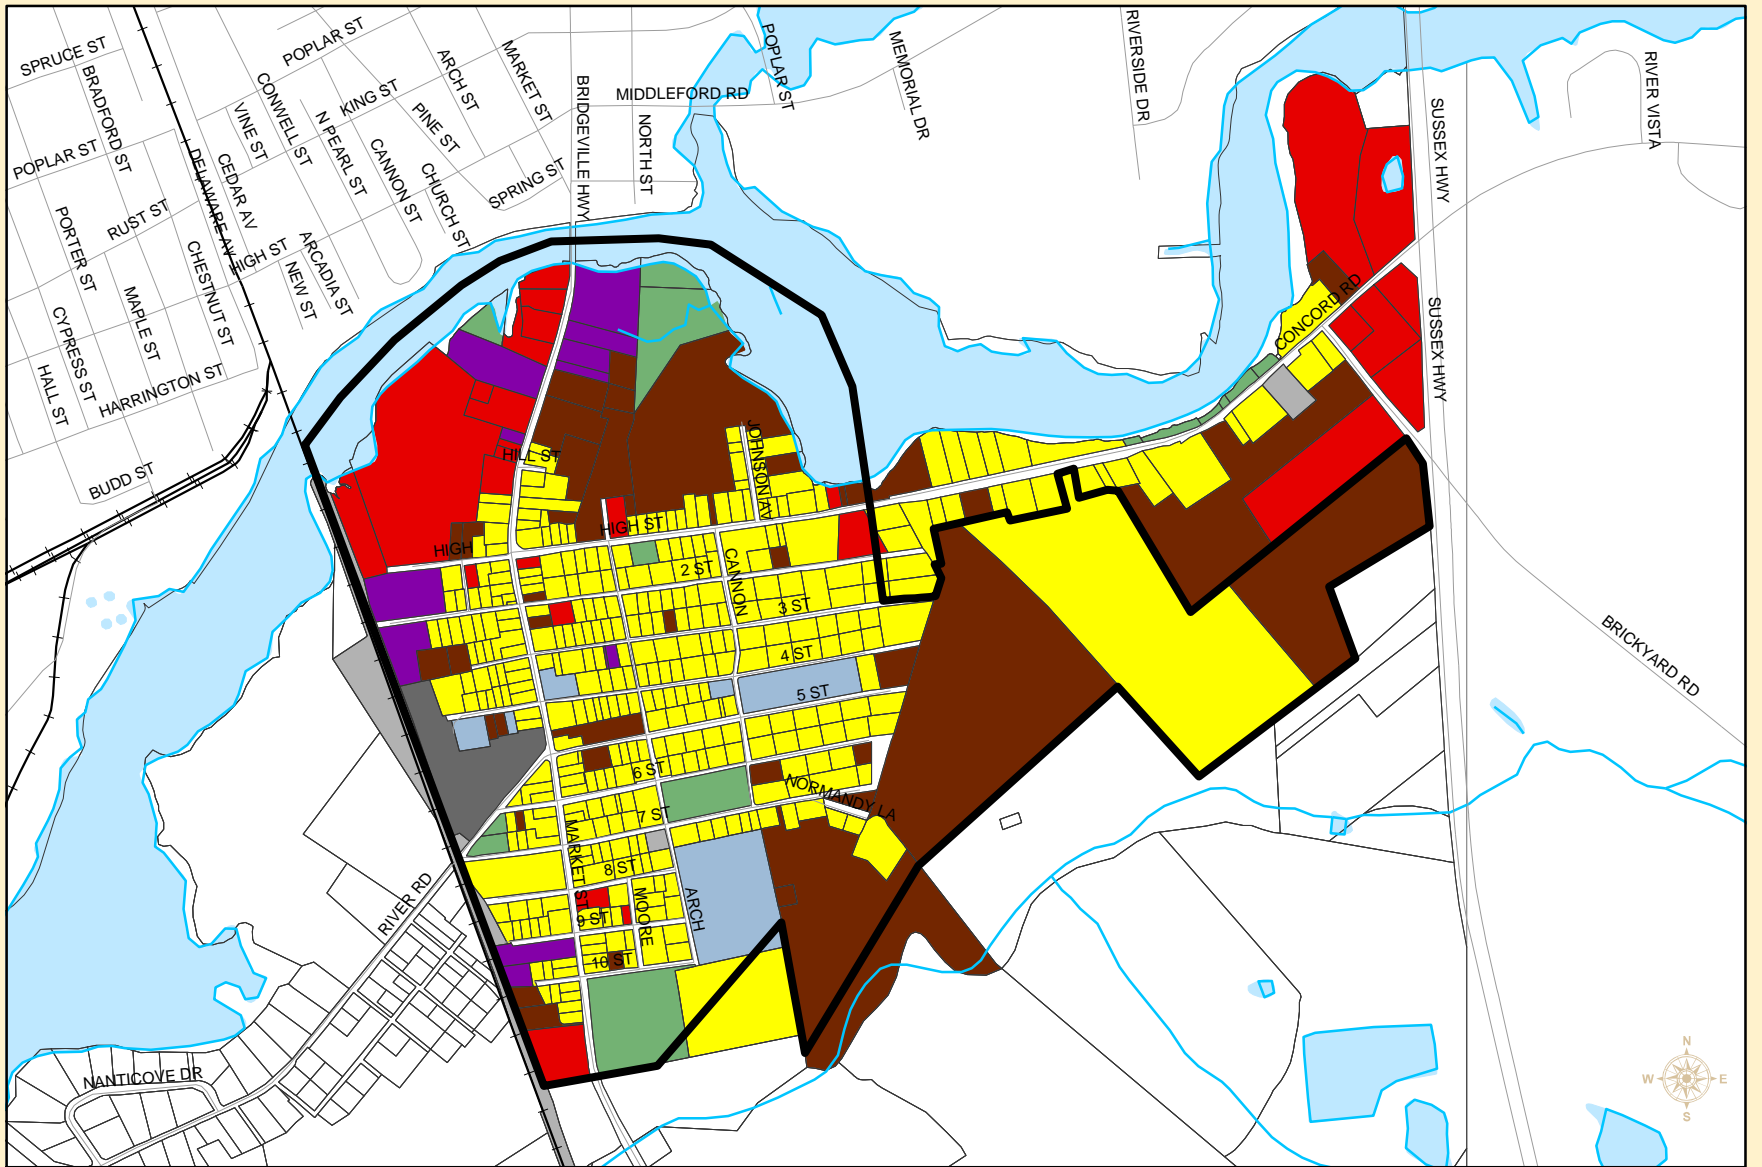 SPRUCE ST
BRADFORD ST
POPLAR ST
CONWELL ST
VINE ST
POPLAR ST
KING ST
N PEARL ST
PINE ST
ARCH ST
MARKET ST
CANNON ST
CHURCH ST
SPRING ST
BRIDGEVILLE HWY
NORTH ST
MIDDLEFORD RD
POPLAR ST
MEMORIAL DR
RIVERSIDE DR
SUSSEX HWY
RIVER VISTA
PORTER ST
RUST ST
DELAWARE AV
CEDAR AV
HIGH ST
ARCADIA ST
NEW ST
CHESTNUT ST
MAPLE ST
CYPRESS ST
HALL ST
HARRINGTON ST
BUDD ST
CONCORD RD
SUSSEX HWY
HILL ST
JOHNSON AV
HIGH ST
HIGH
2 ST
CANNON
3 ST
4 ST
5 ST
6 ST
NORMANDY LA
7 ST
MARKET ST
8 ST
MOORE
ARCH
9 ST
10 ST
RIVER RD
NANTICOVE DR
BRICKYARD RD
N
W
E
S